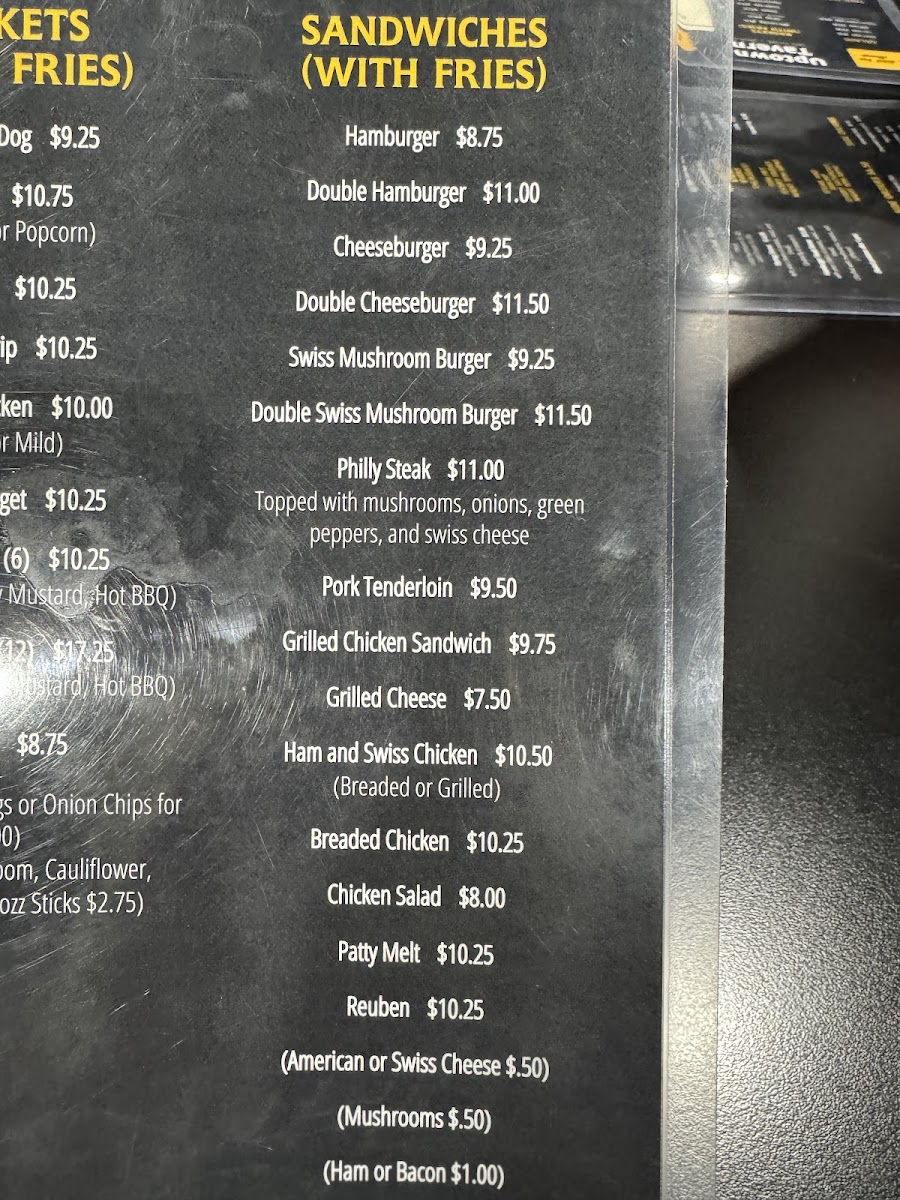 KETS
FRIES)
Dog $9.25
$10.75
or Popcorn)
$10.25
ip $10.25
ken $10.00
or Mild)
get $10.25
(6) $10.25
Mustard, Hot BBQ)
(12) $17.25
Mustard, Hot BBQ)
$8.75
gs or Onion Chips for
00)
oom, Cauliflower,
ozz Sticks $2.75)
SANDWICHES
(WITH FRIES)
Hamburger $8.75
Double Hamburger $11.00
Cheeseburger $9.25
Double Cheeseburger $11.50
Swiss Mushroom Burger $9.25
Double Swiss Mushroom Burger $11.50
Philly Steak $11.00
Topped with mushrooms, onions, green
peppers, and swiss cheese
Pork Tenderloin $9.50
Grilled Chicken Sandwich $9.75
Grilled Cheese $7.50
Ham and Swiss Chicken $10.50
(Breaded or Grilled)
Breaded Chicken $10.25
Chicken Salad $8.00
Patty Melt $10.25
Reuben $10.25
(American or Swiss Cheese $.50)
(Mushrooms $.50)
(Ham or Bacon $1.00)
Uptown
Tavern